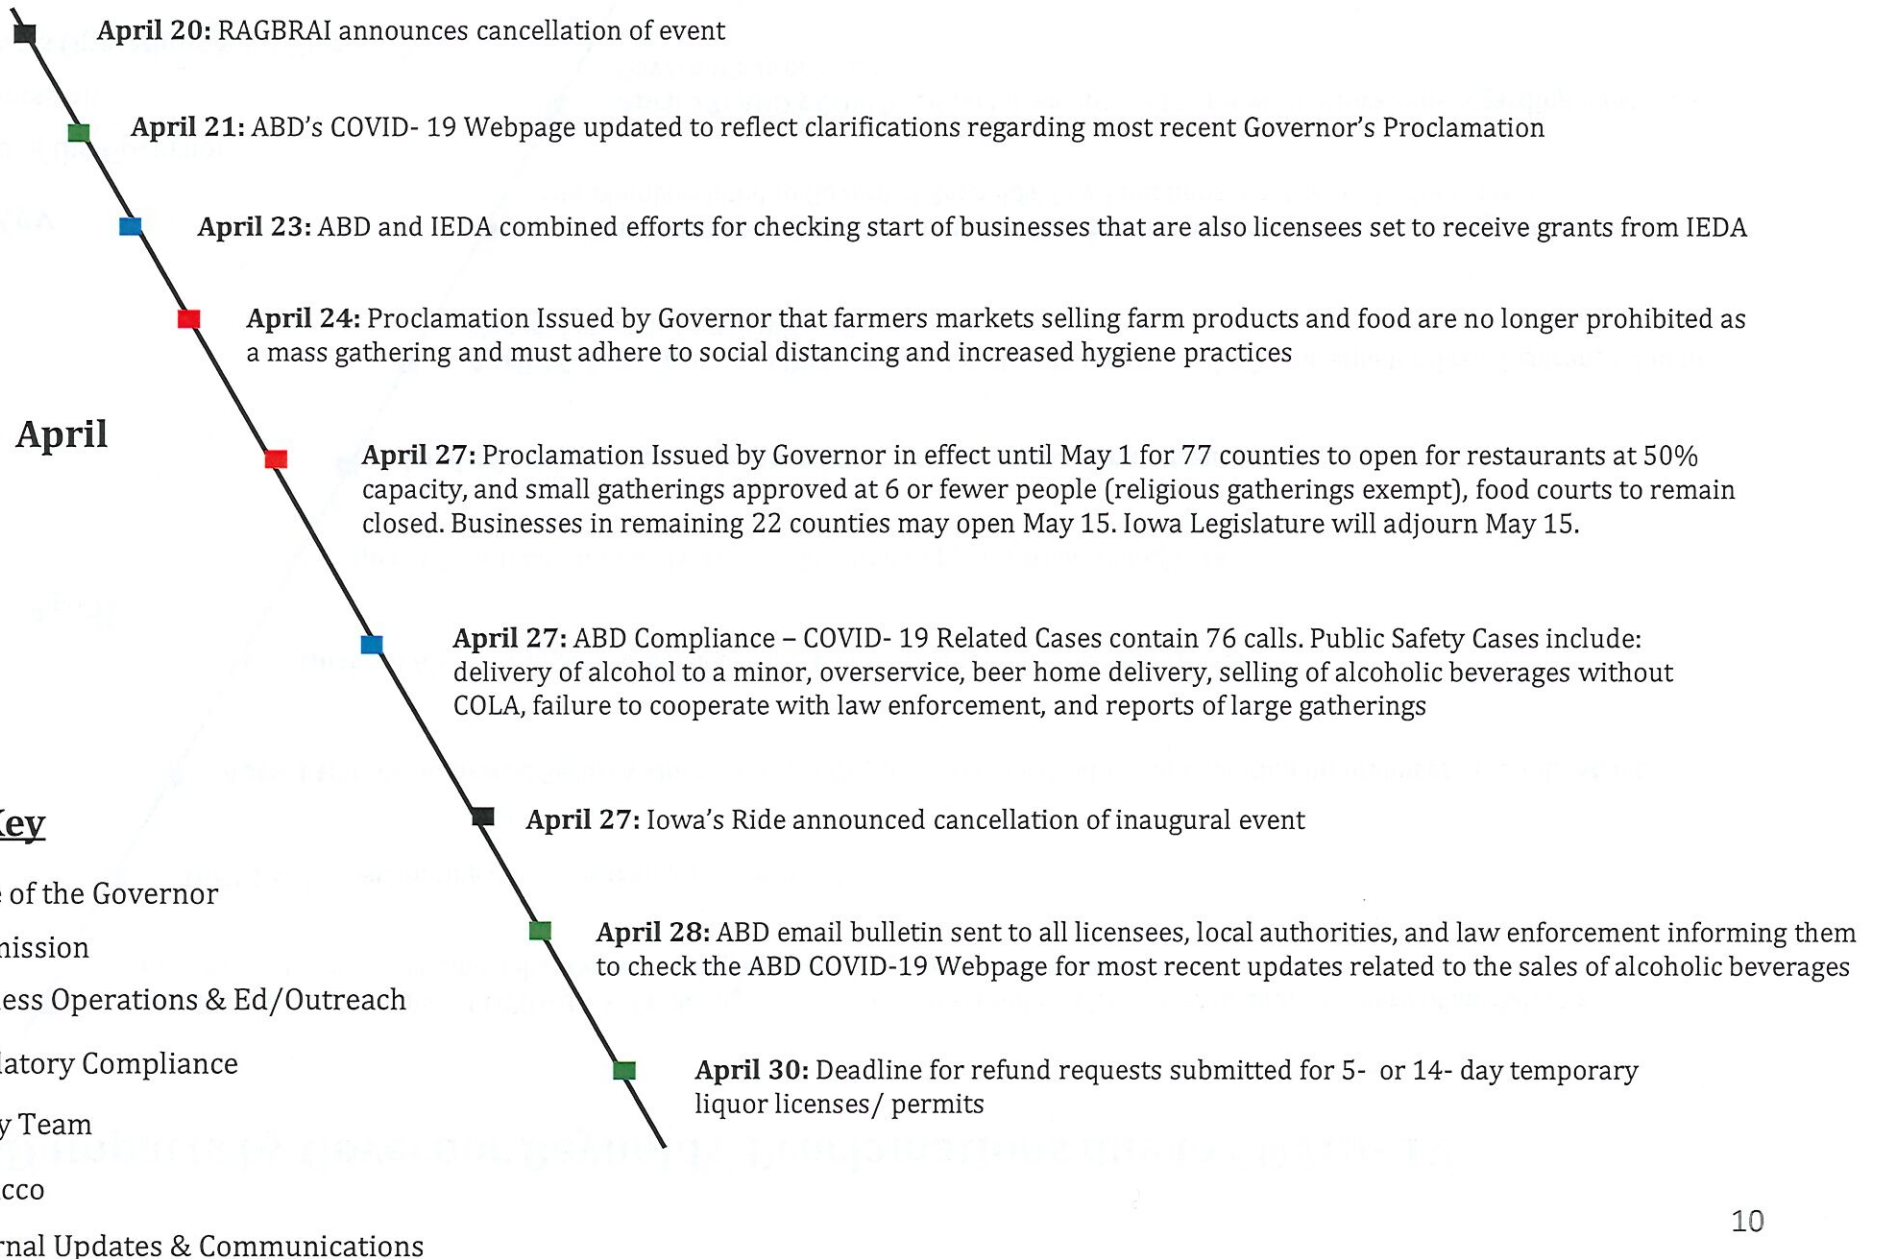 April 20: RAGBRAI announces cancellation of event
April 21: ABD's COVID- 19 Webpage updated to reflect clarifications regarding most recent Governor's Proclamation
April 23: ABD and IEDA combined efforts for checking start of businesses that are also licensees set to receive grants from IEDA
April 24: Proclamation Issued by Governor that farmers markets selling farm products and food are no longer prohibited as
a mass gathering and must adhere to social distancing and increased hygiene practices
April
April 27: Proclamation Issued by Governor in effect until May 1 for 77 counties to open for restaurants at 50%
capacity, and small gatherings approved at 6 or fewer people (religious gatherings exempt), food courts to remain
closed. Businesses in remaining 22 counties may open May 15. Iowa Legislature will adjourn May 15.
April 27: ABD Compliance – COVID- 19 Related Cases contain 76 calls. Public Safety Cases include:
delivery of alcohol to a minor, overservice, beer home delivery, selling of alcoholic beverages without
COLA, failure to cooperate with law enforcement, and reports of large gatherings
April 27: Iowa's Ride announced cancellation of inaugural event
April 28: ABD email bulletin sent to all licensees, local authorities, and law enforcement informing them
to check the ABD COVID-19 Webpage for most recent updates related to the sales of alcoholic beverages
April 30: Deadline for refund requests submitted for 5- or 14- day temporary
liquor licenses/ permits
Key
of the Governor
mission
ess Operations & Ed/Outreach
latory Compliance
y Team
cco
rnal Updates & Communications
10